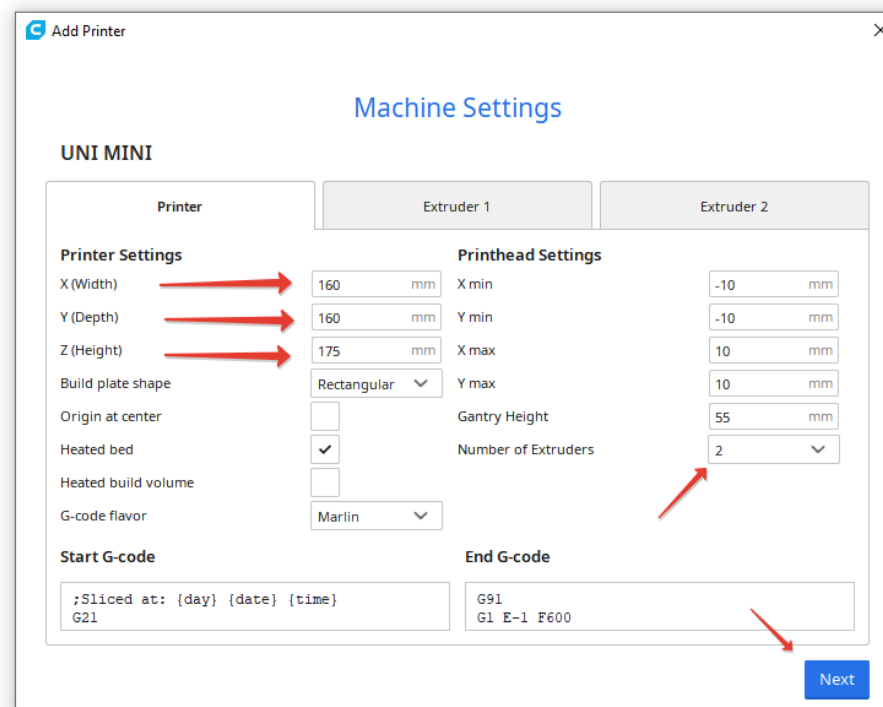 Add Printer
Machine Settings
UNI MINI
Printer
Extruder 1
Extruder 2
Printer Settings
X (Width)
160 mm
Y (Depth)
160 mm
Z (Height)
175 mm
Build plate shape
Rectangular
Origin at center
Heated bed
Heated build volume
G-code flavor
Marlin
Printhead Settings
X min
-10 mm
Y min
-10 mm
X max
10 mm
Y max
10 mm
Gantry Height
55 mm
Number of Extruders
2
Start G-code
;Sliced at: {day} {date} {time}
G21
End G-code
G91
G1 E-1 F600
Next